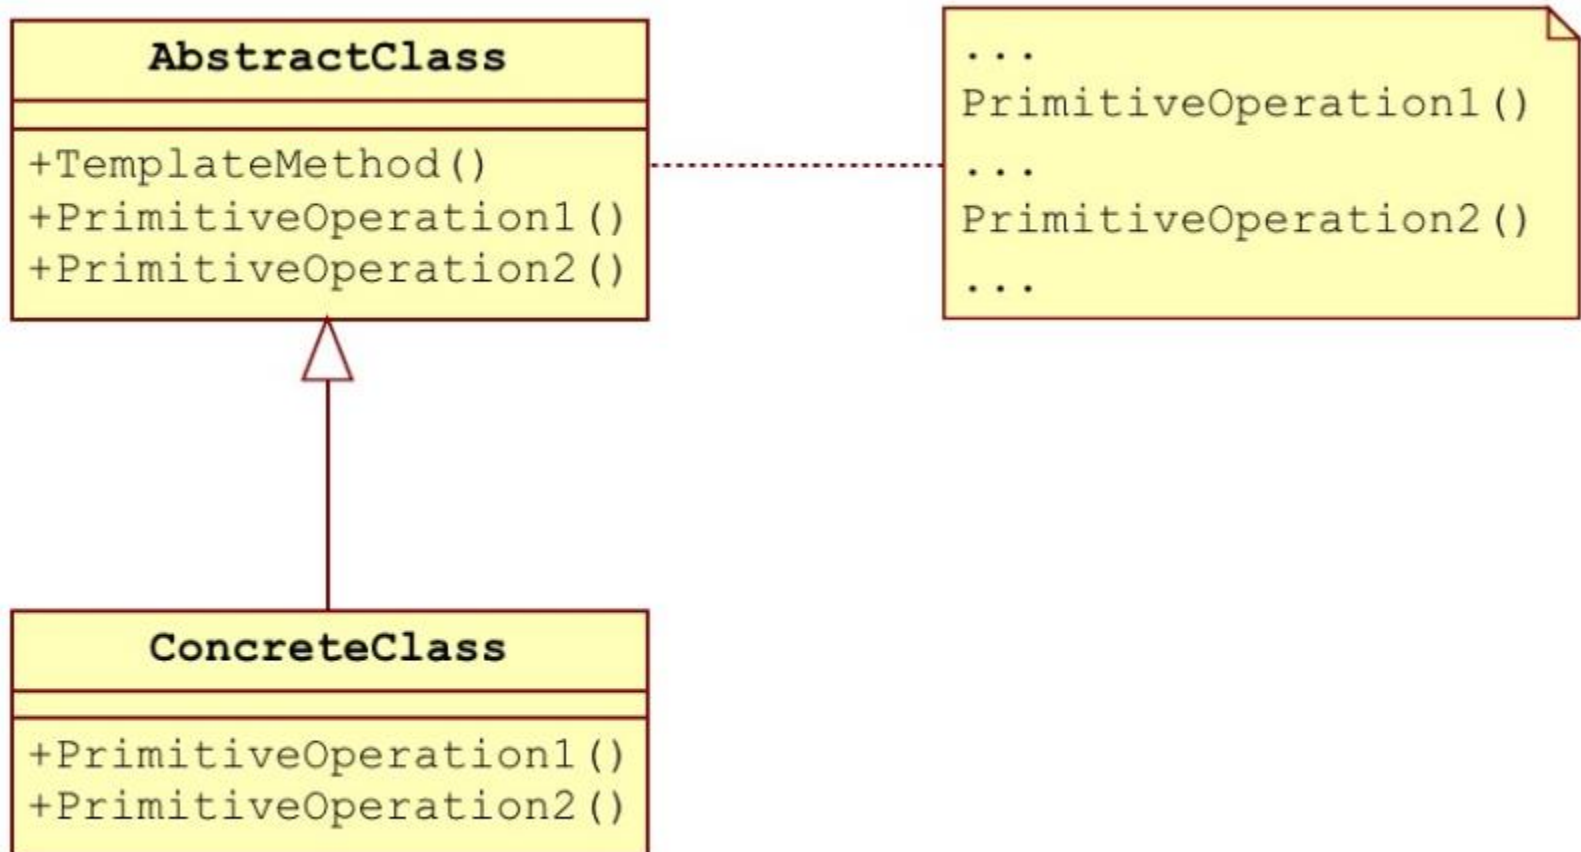 AbstractClass
+TemplateMethod()
+PrimitiveOperation1()
+PrimitiveOperation2()
...
PrimitiveOperation1()
...
PrimitiveOperation2()
...
ConcreteClass
+PrimitiveOperation1()
+PrimitiveOperation2()